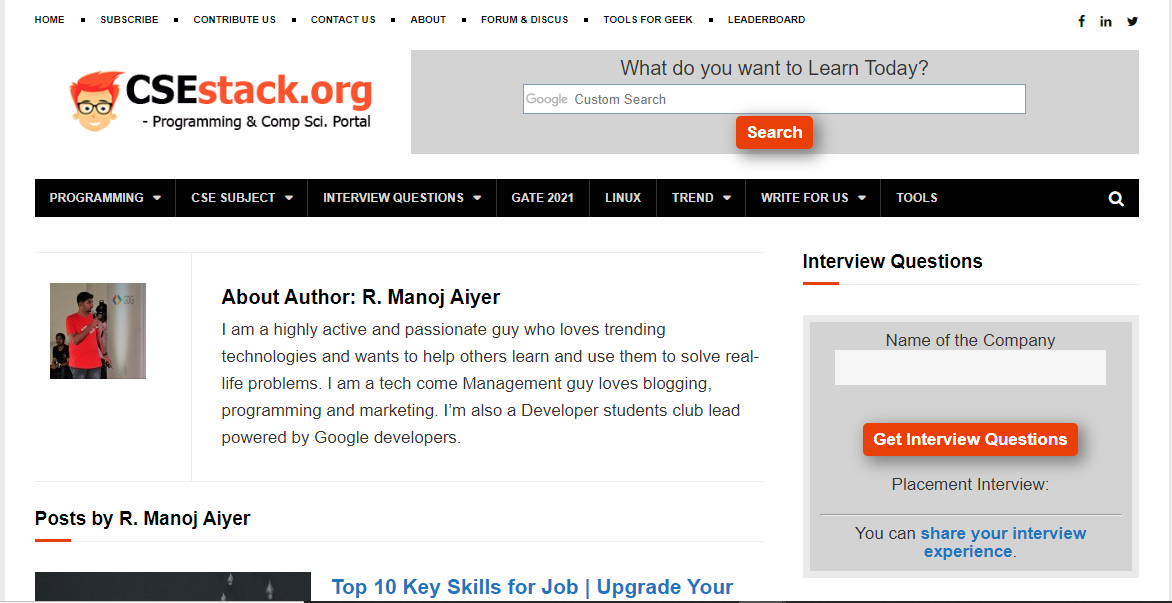 HOME ▪ SUBSCRIBE ▪ CONTRIBUTE US ▪ CONTACT US ▪ ABOUT ▪ FORUM & DISCUS ▪ TOOLS FOR GEEK ▪ LEADERBOARD
CSEstack.org
- Programming & Comp Sci. Portal
What do you want to Learn Today?
Google Custom Search
Search
PROGRAMMING CSE SUBJECT INTERVIEW QUESTIONS GATE 2021 LINUX TREND WRITE FOR US TOOLS
GDG
About Author: R. Manoj Aiyer
I am a highly active and passionate guy who loves trending
technologies and wants to help others learn and use them to solve real-
life problems. I am a tech come Management guy loves blogging,
programming and marketing. I’m also a Developer students club lead
powered by Google developers.
Posts by R. Manoj Aiyer
Top 10 Key Skills for Job | Upgrade Your
Interview Questions
Name of the Company
Get Interview Questions
Placement Interview:
You can share your interview
experience.